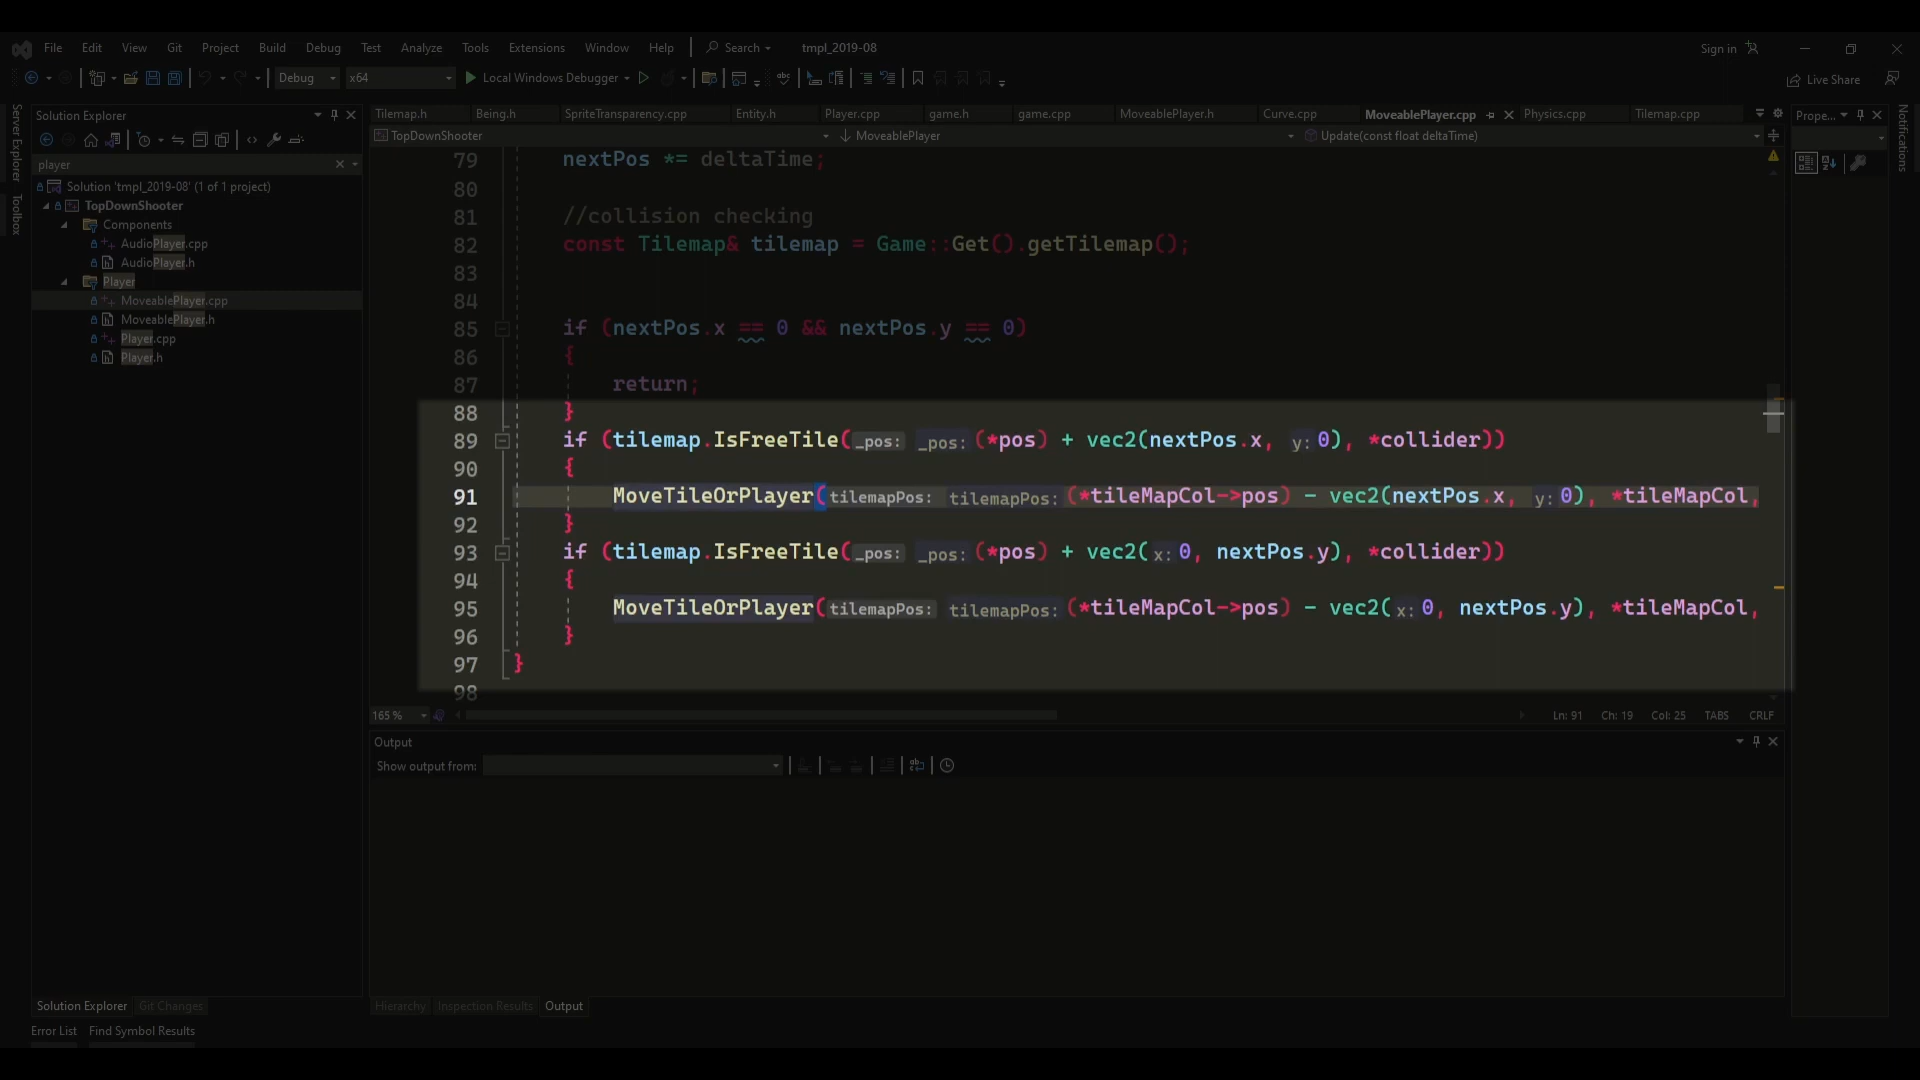 File Edit View Git Project Build Debug Test Analyze Tools Extensions Window Help Search tmpl_2019-08 Sign in
Debug x64 Local Windows Debugger Live Share
Server Explorer
Toolbox
Solution Explorer
player
Solution 'tmpl_2019-08' (1 of 1 project)
TopDownShooter
Components
AudioPlayer.cpp
AudioPlayer.h
Player
MoveablePlayer.cpp
MoveablePlayer.h
Player.cpp
Player.h
Tilemap.h Being.h SpriteTransparency.cpp Entity.h Player.cpp game.h game.cpp MoveablePlayer.h Curve.cpp MoveablePlayer.cpp Physics.cpp Tilemap.cpp
TopDownShooter MoveablePlayer Update(const float deltaTime)
79 nextPos *= deltaTime;
80
81 //collision checking
82 const Tilemap& tilemap = Game::Get().getTilemap();
83
84
85 if (nextPos.x == 0 && nextPos.y == 0)
86 {
87 return;
88 }
89 if (tilemap.IsFreeTile(_pos: _pos:(*pos) + vec2(nextPos.x, y:0), *collider))
90 {
91 MoveTileOrPlayer(tilemapPos: tilemapPos:(*tileMapCol->pos) - vec2(nextPos.x, y:0), *tileMapCol,
92 }
93 if (tilemap.IsFreeTile(_pos: _pos:(*pos) + vec2(x:0, nextPos.y), *collider))
94 {
95 MoveTileOrPlayer(tilemapPos: tilemapPos:(*tileMapCol->pos) - vec2(x:0, nextPos.y), *tileMapCol,
96 }
97 }
98
165 % Ln: 91 Ch: 19 Col: 25 TABS CRLF
Output
Show output from:
Prope...
Notifications
Solution Explorer Git Changes
Hierarchy Inspection Results Output
Error List Find Symbol Results